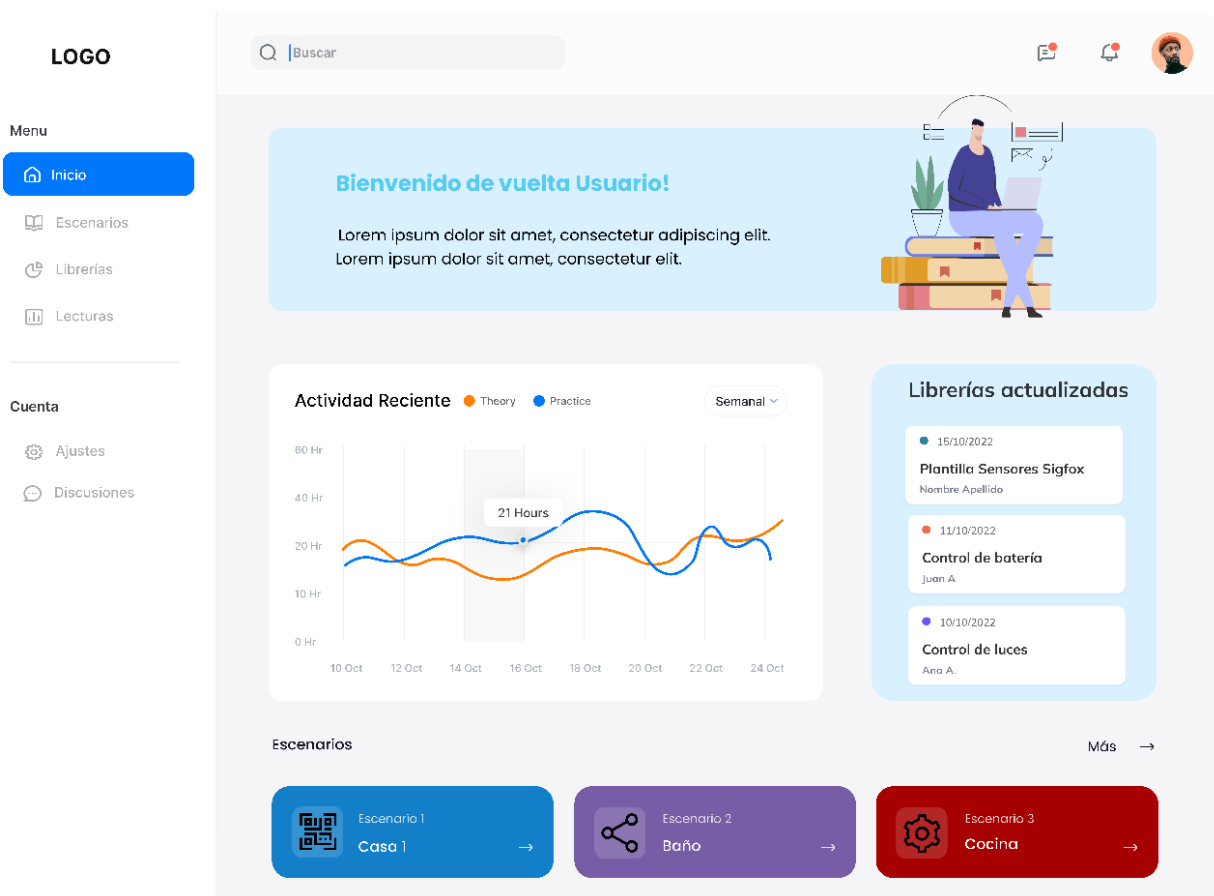 LOGO
Buscar
Menu
Inicio
Escenarios
Librerías
Lecturas
Cuenta
Ajustes
Discusiones
Bienvenido de vuelta Usuario!
Lorem ipsum dolor sit amet, consectetur adipiscing elit.
Lorem ipsum dolor sit amet, consectetur elit.
Actividad Reciente
Theory
Practice
Semanal
60 Hr
40 Hr
20 Hr
10 Hr
0 Hr
21 Hours
10 Oct
12 Oct
14 Oct
16 Oct
18 Oct
20 Oct
22 Oct
24 Oct
Librerías actualizadas
15/10/2022
Plantilla Sensores Sigfox
Nombre Apellido
11/10/2022
Control de batería
Juan A
10/10/2022
Control de luces
Ana A.
Escenarios
Más →
Escenario 1
Casa 1 →
Escenario 2
Baño →
Escenario 3
Cocina →